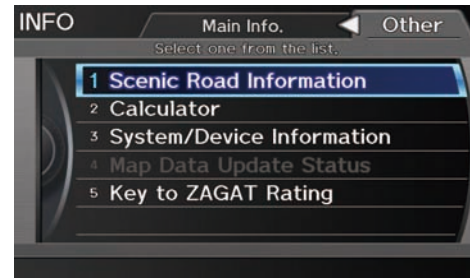 INFO
Main Info.
Other
Select one from the list.
1 Scenic Road Information
2 Calculator
3 System/Device Information
4 Map Data Update Status
5 Key to ZAGAT Rating